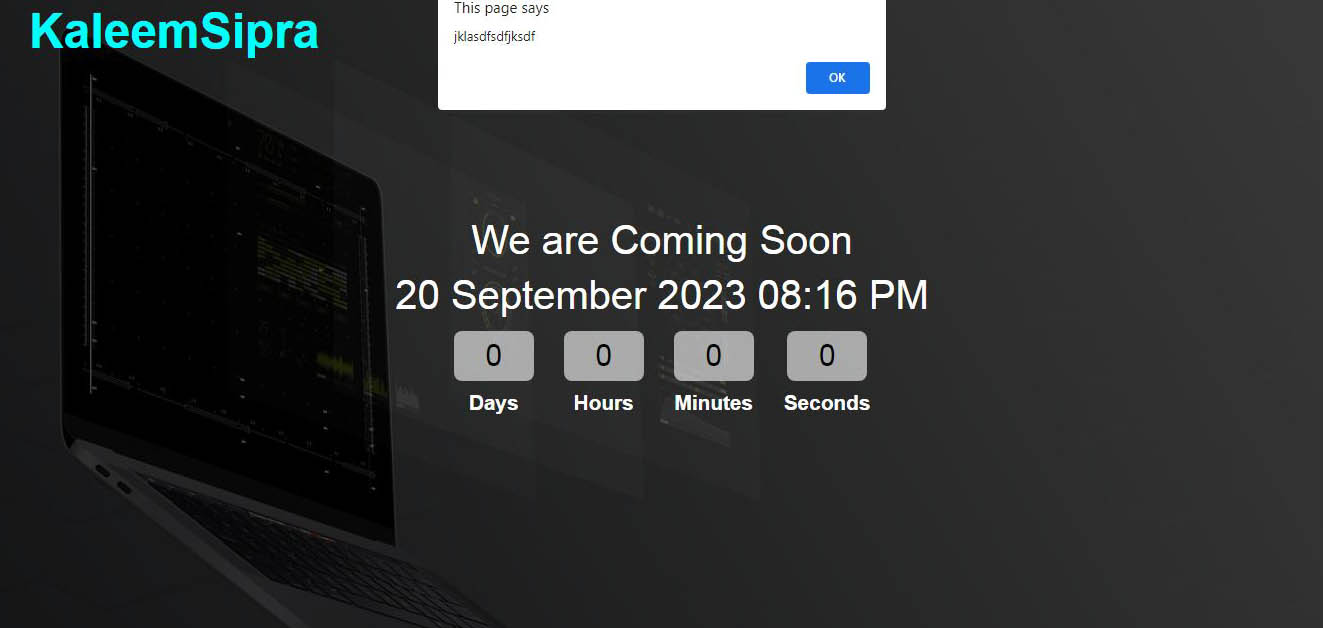 KaleemSipra
This page says
jklasdfsdfjksdf
OK
We are Coming Soon
20 September 2023 08:16 PM
0 0 0 0
Days Hours Minutes Seconds